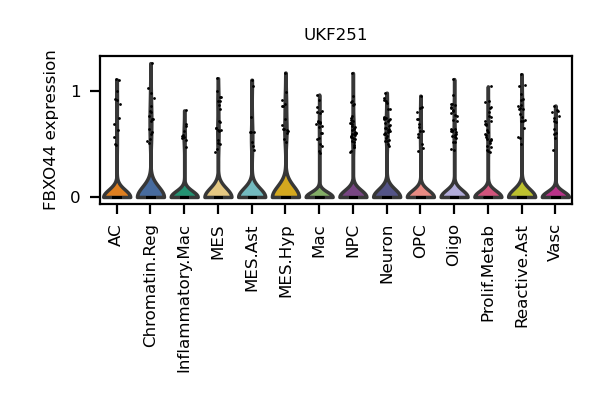 UKF251
FBXO44 expression
1
0
AC
Chromatin.Reg
Inflammatory.Mac
MES
MES.Ast
MES.Hyp
Mac
NPC
Neuron
OPC
Oligo
Prolif.Metab
Reactive.Ast
Vasc